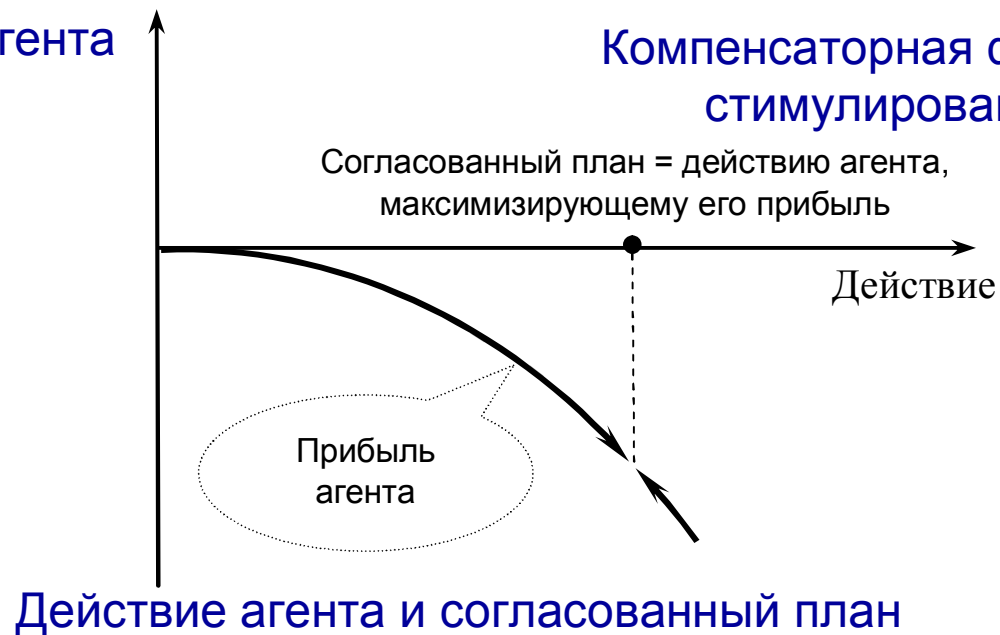 гента
Компенсаторная
стимулирован
Согласованный план = действию агента,
максимизирующему его прибыль
Действие
Прибыль
агента
Действие агента и согласованный план